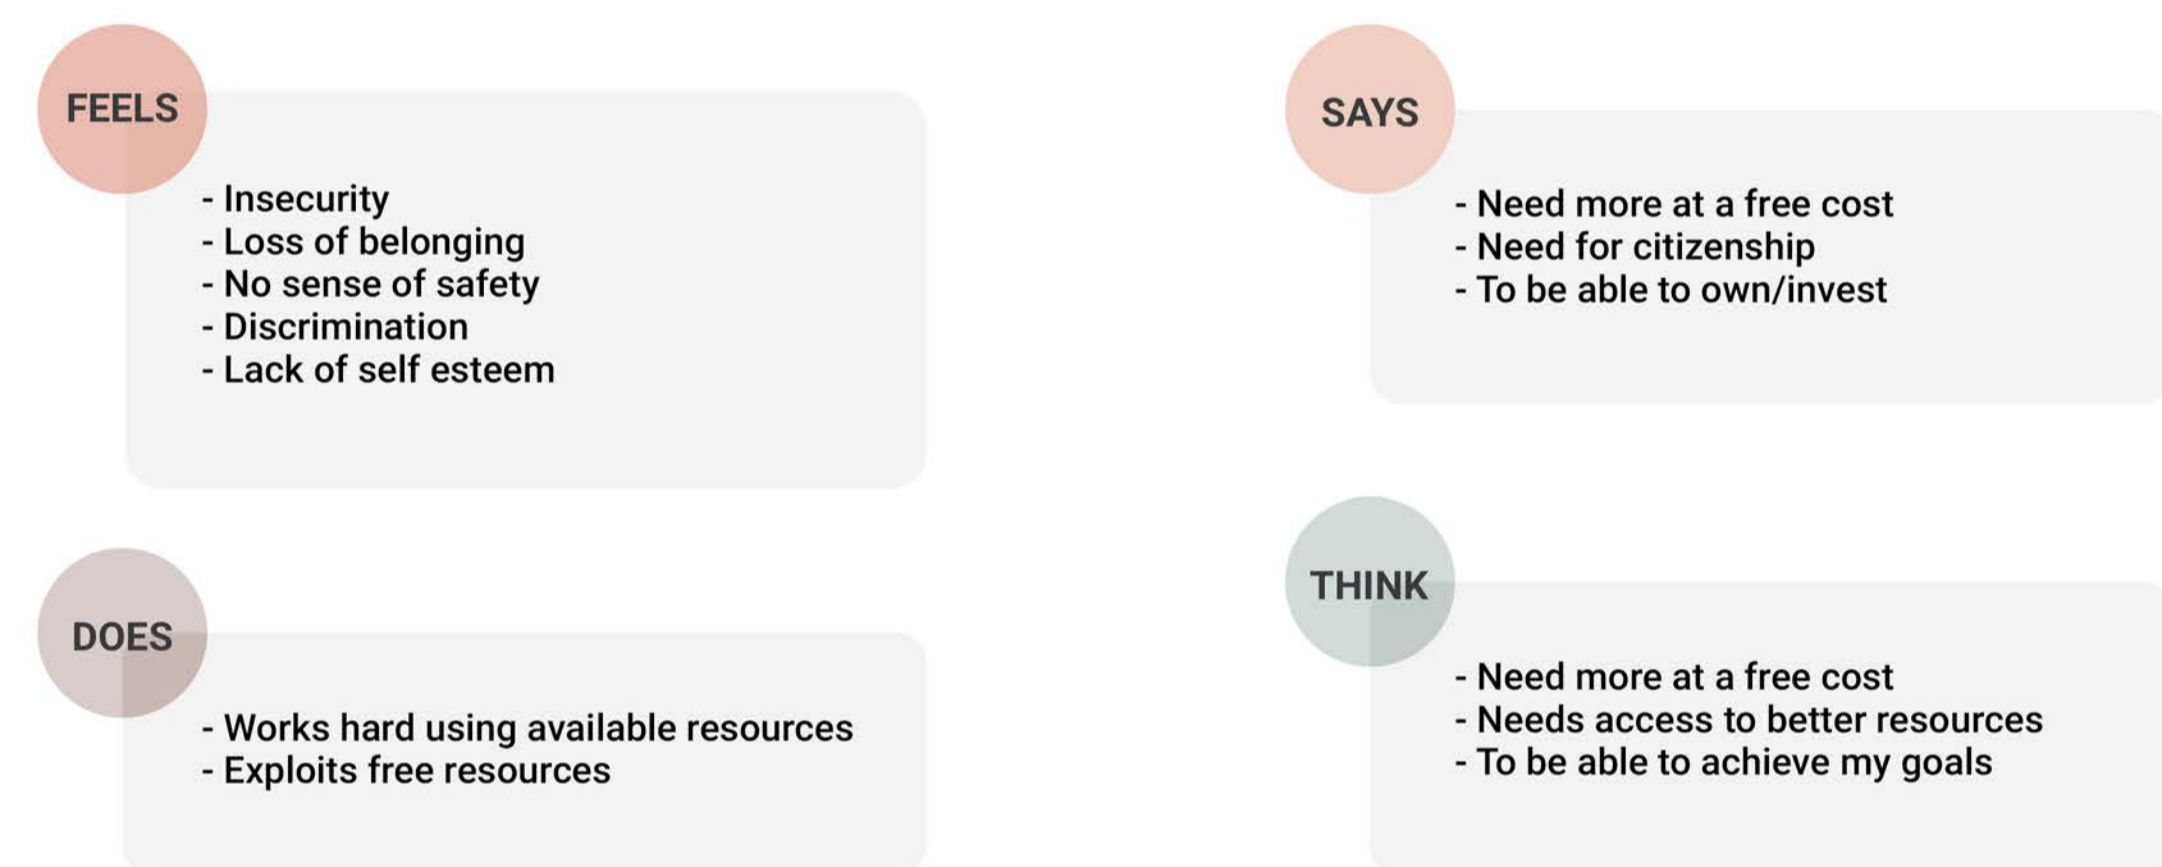 FEELS
- Insecurity
- Loss of belonging
- No sense of safety
- Discrimination
- Lack of self esteem
SAYS
- Need more at a free cost
- Need for citizenship
- To be able to own/invest
DOES
- Works hard using available resources
- Exploits free resources
THINK
- Need more at a free cost
- Needs access to better resources
- To be able to achieve my goals